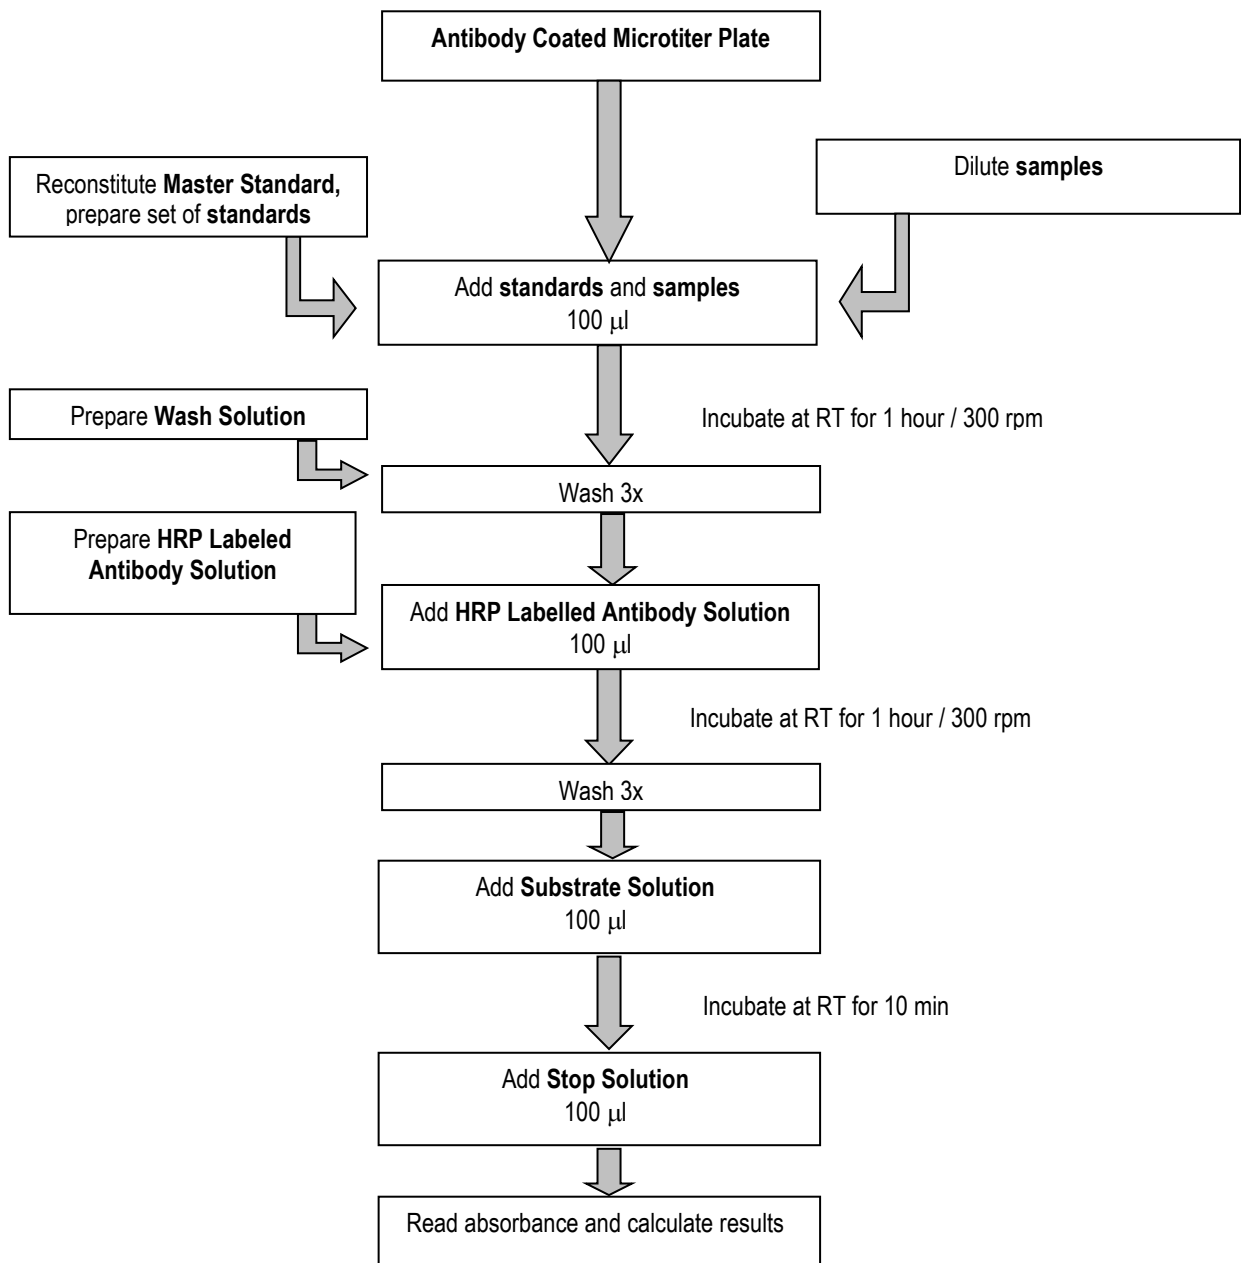 Antibody Coated Microtiter Plate
Reconstitute Master Standard,
prepare set of standards
Dilute samples
Add standards and samples
100 µl
Incubate at RT for 1 hour / 300 rpm
Prepare Wash Solution
Wash 3x
Prepare HRP Labeled
Antibody Solution
Add HRP Labelled Antibody Solution
100 µl
Incubate at RT for 1 hour / 300 rpm
Wash 3x
Add Substrate Solution
100 µl
Incubate at RT for 10 min
Add Stop Solution
100 µl
Read absorbance and calculate results